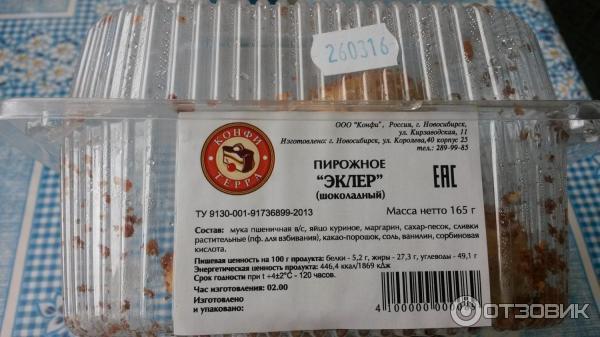 260316
ООО "Конфи", Россия, г. Новосибирск,
ул. Кирзаводская, 11
Изготовлено: г. Новосибирск, ул. Королева,40 корпус 25
тел.: 289-99-85
КОНФИ
ТЕРРА
ПИРОЖНОЕ
"ЭКЛЕР"
(шоколадный)
EAC
ТУ 9130-001-91736899-2013
Масса нетто 165 г
Состав: мука пшеничная в/с, яйцо куриное, маргарин, сахар-песок, сливки
растительные (пф. для взбивания), какао-порошок, соль, ванилин, сорбиновая
кислота.
Пищевая ценность на 100 г продукта: белки - 5,2 г, жиры - 27,3 г, углеводы - 49,1 г
Энергетическая ценность продукта: 446,4 ккал/1869 кДж
Срок годности при t +4±2°С - 120 часов.
Час изготовления: 02.00
Изготовлено
и упаковано:
4 100000 0000
ОТЗОВИК